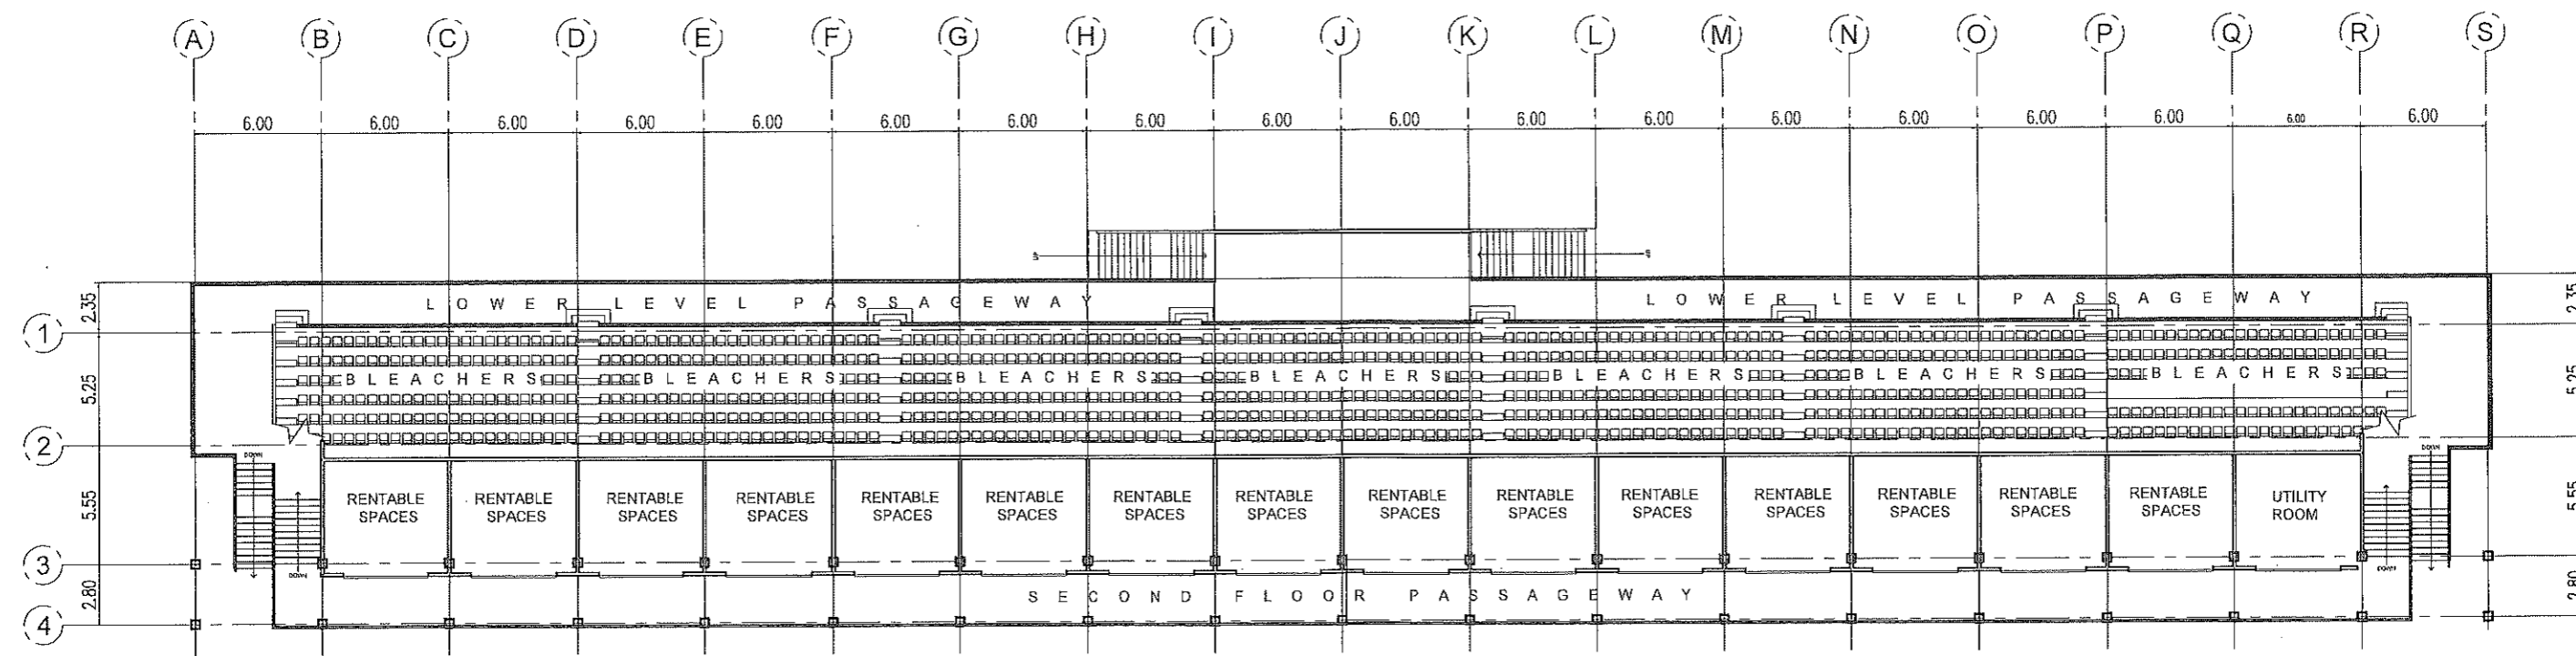 A B C D E F G H I J K L M N O P Q R S
6.00 6.00 6.00 6.00 6.00 6.00 6.00 6.00 6.00 6.00 6.00 6.00 6.00 6.00 6.00 6.00 6.00 6.00
2.35 LOWER LEVEL PASSAGEWAY LOWER LEVEL PASSAGEWAY 2.35
1
5.25 BLEACHERS BLEACHERS BLEACHERS BLEACHERS BLEACHERS BLEACHERS BLEACHERS 5.25
2
DOWN DOWN
5.55 RENTABLE RENTABLE RENTABLE RENTABLE RENTABLE RENTABLE RENTABLE RENTABLE RENTABLE RENTABLE RENTABLE RENTABLE RENTABLE RENTABLE RENTABLE UTILITY 5.55
SPACES SPACES SPACES SPACES SPACES SPACES SPACES SPACES SPACES SPACES SPACES SPACES SPACES SPACES SPACES ROOM
3
DOWN DOWN
2.80 SECOND FLOOR PASSAGEWAY 2.80
4